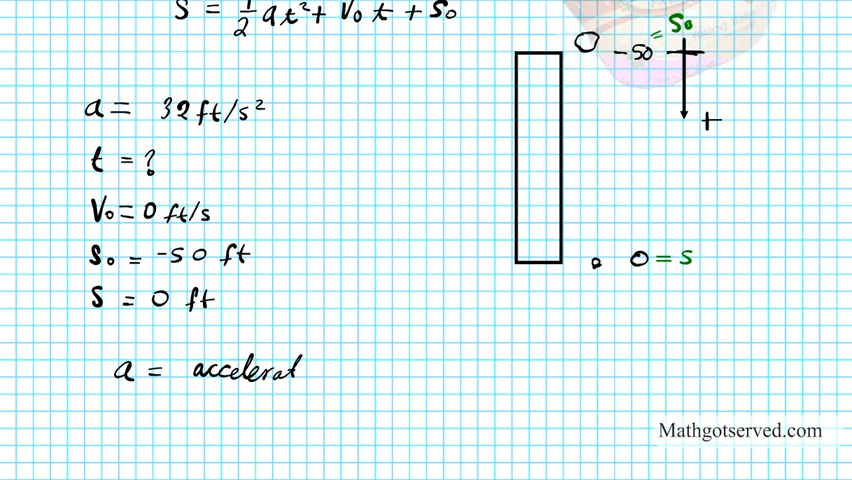 S = 1/2 at² + V₀ t + S₀
O -50 = S₀
a = 32 ft/s²
+
t = ?
V₀ = 0 ft/s
S₀ = -50 ft
0 = S
S = 0 ft
a = accelerat
Mathgotserved.com